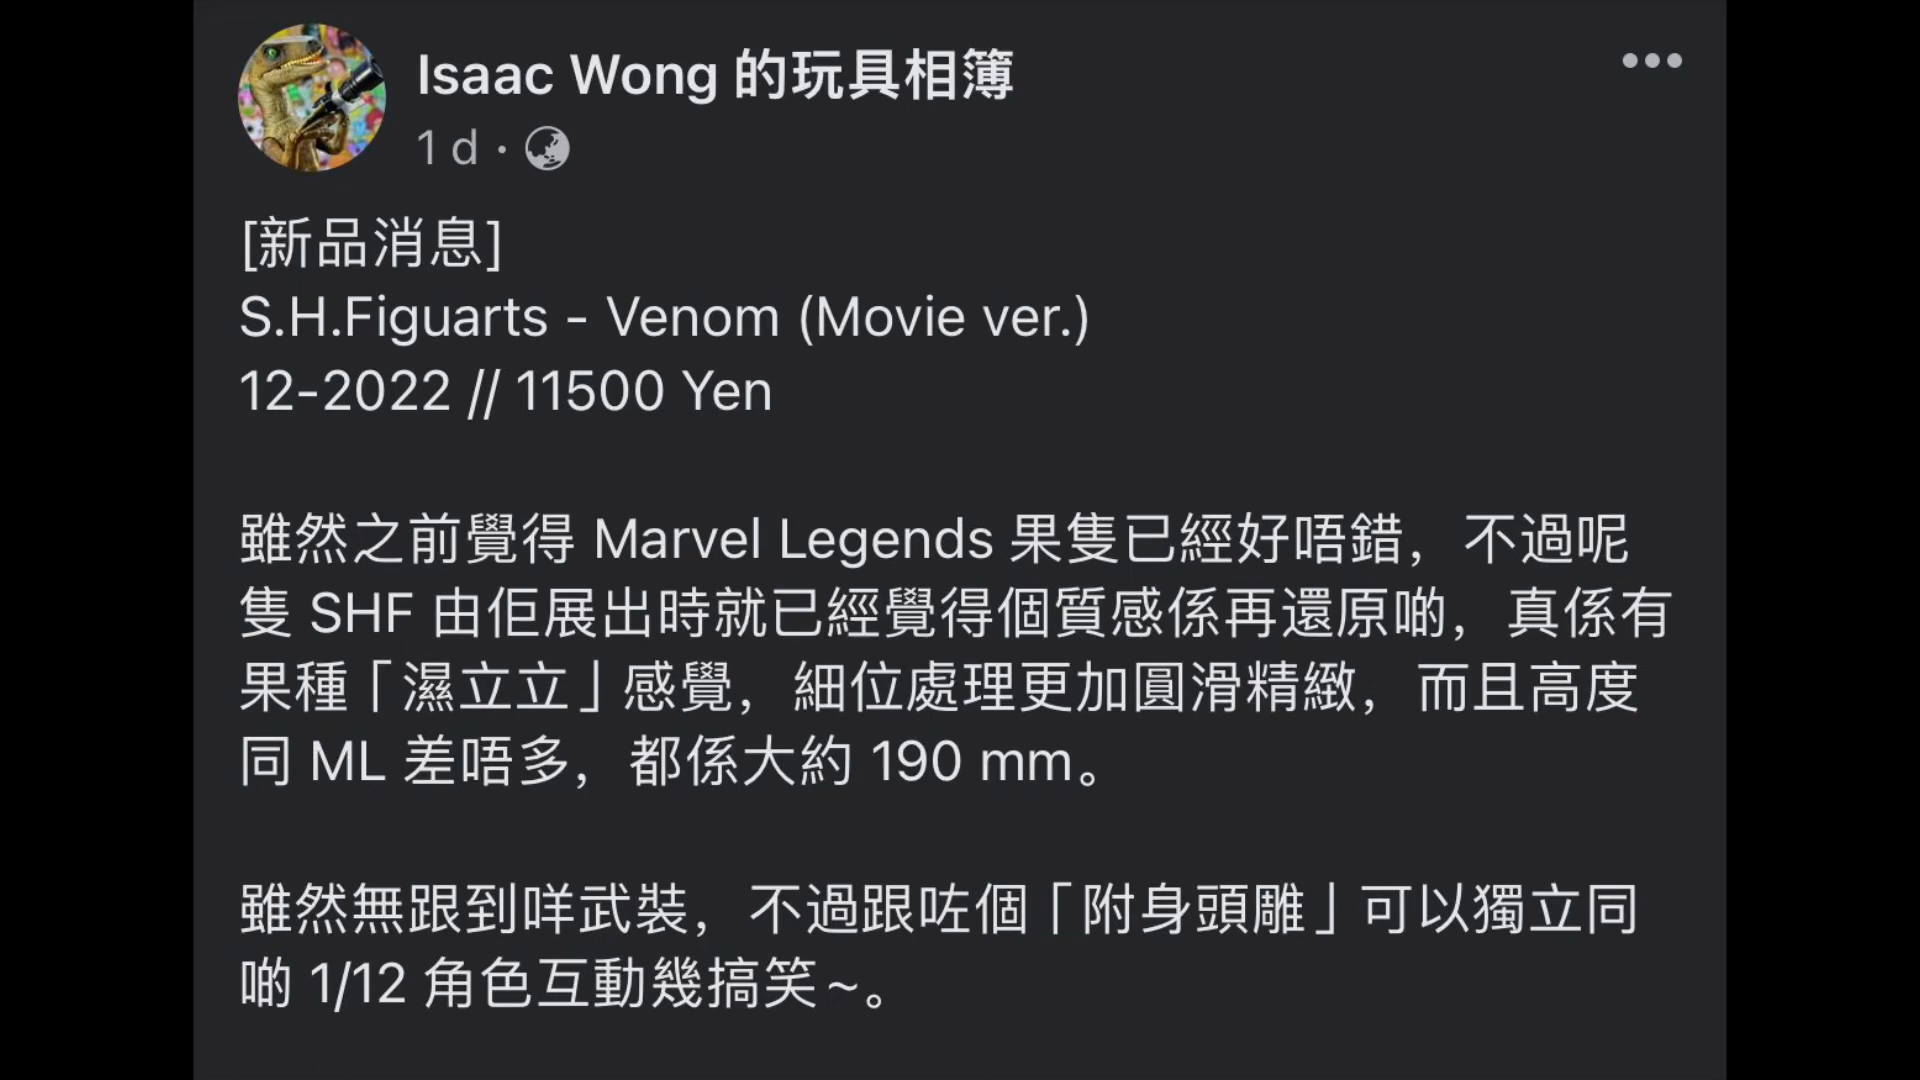 Isaac Wong 的玩具相簿
1 d ·
[新品消息]
S.H.Figuarts - Venom (Movie ver.)
12-2022 // 11500 Yen
雖然之前覺得 Marvel Legends 果隻已經好唔錯，不過呢
隻 SHF 由佢展出時就已經覺得個質感係再還原啲，真係有
果種「濕立立」感覺，細位處理更加圓滑精緻，而且高度
同 ML 差唔多，都係大約 190 mm。
雖然無跟到咩武裝，不過跟咗個「附身頭雕」可以獨立同
啲 1/12 角色互動幾搞笑~。